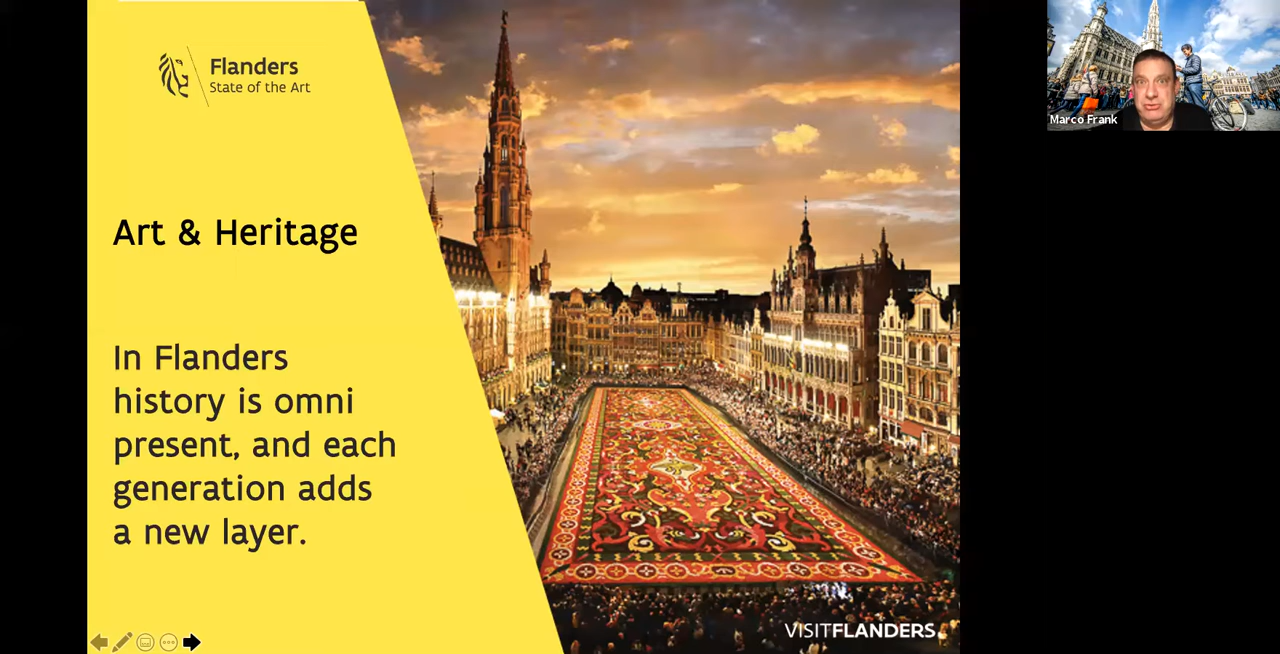 Flanders
State of the Art
Art & Heritage
In Flanders
history is omni
present, and each
generation adds
a new layer.
VISITFLANDERS
Marco Frank